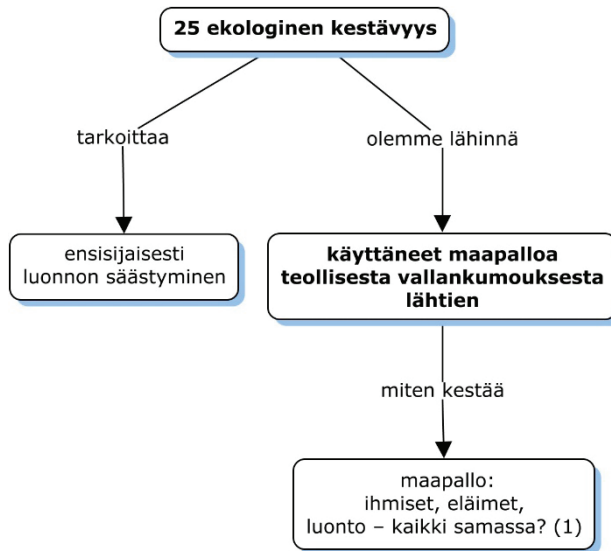 25 ekologinen kestävyys
tarkoittaa
olemme lähinnä
ensisijaisesti
luonnon säästyminen
käyttäneet maapalloa
teollisesta vallankumouksesta
lähtien
miten kestää
maapallo:
ihmiset, eläimet,
luonto – kaikki samassa? (1)